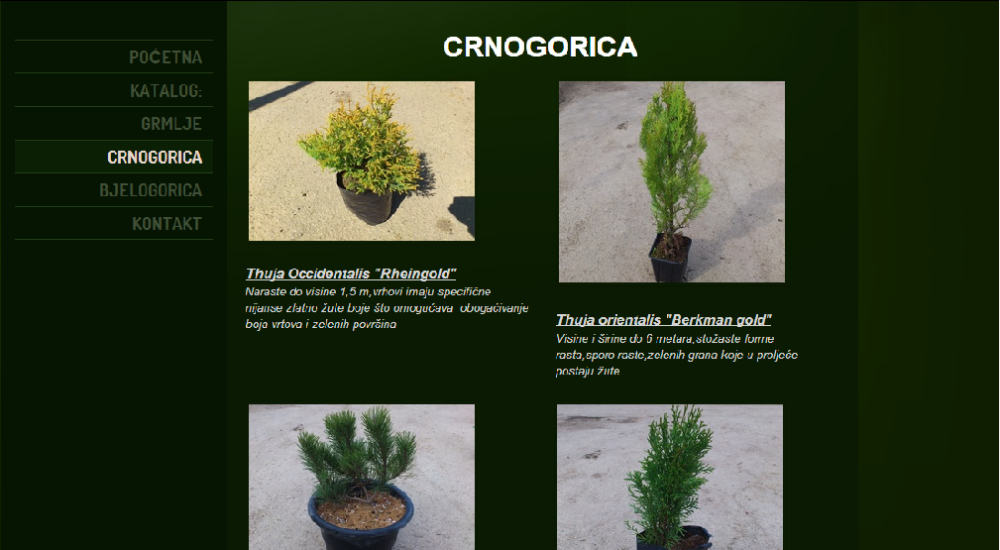 POČETNA
KATALOG:
GRMLJE
CRNOGORICA
BJELOGORICA
KONTAKT
CRNOGORICA
Thuja Occidentalis "Rheingold"
Naraste do visine 1,5 m,vrhovi imaju specifične
nijanse zlatno žute boje što omogućava obogaćivanje
boja vrtova i zelenih površina
Thuja orientalis "Berkman gold"
Visine i širine do 6 metara,stožaste forme
rasta,sporo raste,zelenih grana koje u proljeće
postaju žute